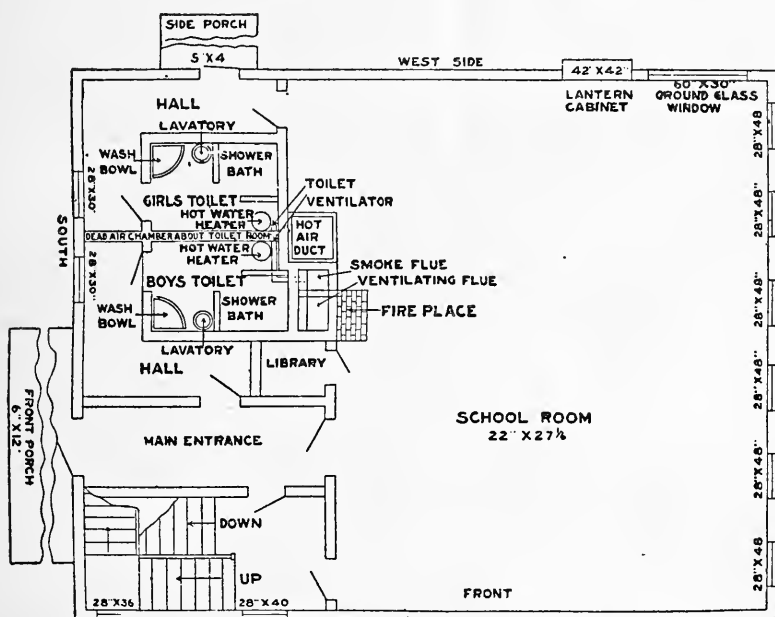 SIDE PORCH
5"X4
WEST SIDE
42"X42"
LANTERN
CABINET
60"X30"
GROUND GLASS
WINDOW
HALL
LAVATORY
WASH
BOWL
SHOWER
BATH
28"X30"
GIRLS TOILET
TOILET
VENTILATOR
HOT WATER
HEATER
HOT
AIR
DUCT
SOUTH
DEAD AIR CHAMBER ABOUT TOILET ROOM
HOT WATER
HEATER
28"X30"
BOYS TOILET
SMOKE FLUE
VENTILATING FLUE
WASH
BOWL
SHOWER
BATH
FIRE PLACE
LAVATORY
HALL
LIBRARY
FRONT PORCH
6"X12'
MAIN ENTRANCE
SCHOOL ROOM
22"X27½
DOWN
UP
28"X36
28"X40
FRONT
28"X48
28"X48"
28"X48"
28"X48"
28"X48"
28"X48